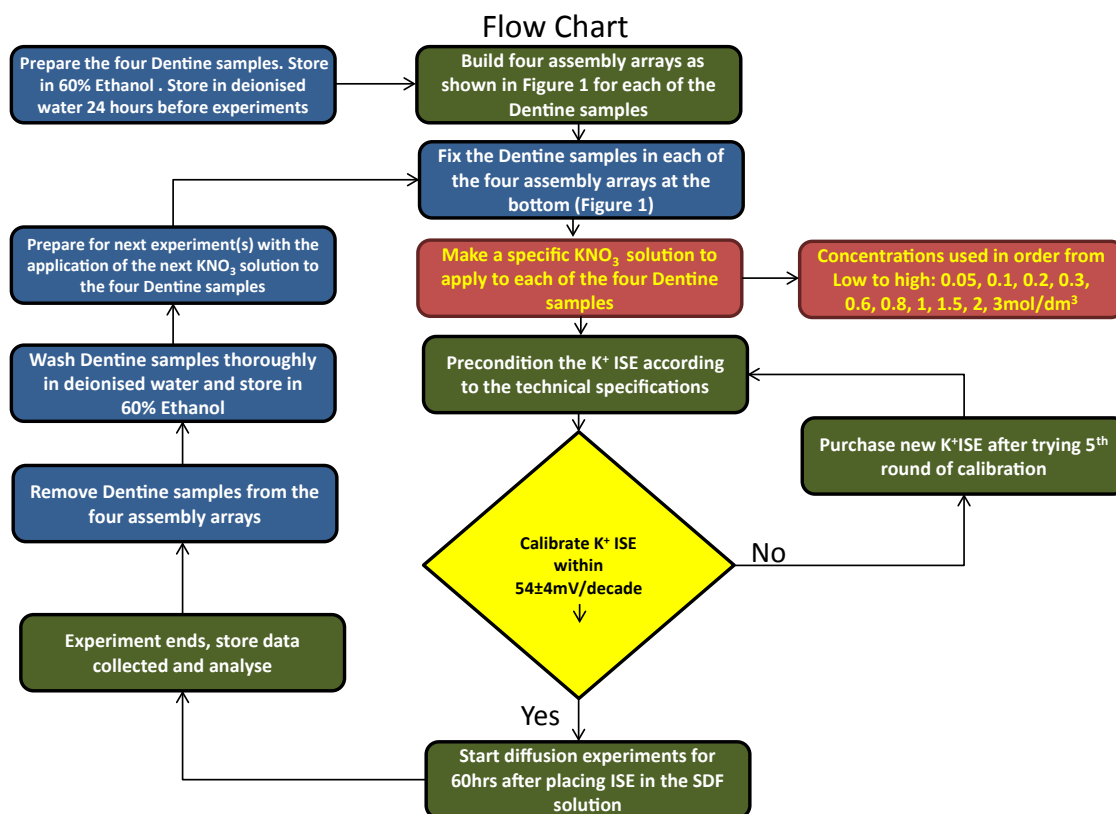 Flow Chart
Prepare the four Dentine samples. Store
in 60% Ethanol . Store in deionised
water 24 hours before experiments
Build four assembly arrays as
shown in Figure 1 for each of the
Dentine samples
Fix the Dentine samples in each of
the four assembly arrays at the
bottom (Figure 1)
Make a specific KNO₃ solution to
apply to each of the four Dentine
samples
Concentrations used in order from
Low to high: 0.05, 0.1, 0.2, 0.3,
0.6, 0.8, 1, 1.5, 2, 3mol/dm³
Precondition the K⁺ ISE according
to the technical specifications
Calibrate K⁺ ISE
within
54±4mV/decade
No
Purchase new K⁺ISE after trying 5ᵗʰ
round of calibration
Yes
Start diffusion experiments for
60hrs after placing ISE in the SDF
solution
Experiment ends, store data
collected and analyse
Remove Dentine samples from the
four assembly arrays
Wash Dentine samples thoroughly
in deionised water and store in
60% Ethanol
Prepare for next experiment(s) with the
application of the next KNO₃ solution to
the four Dentine samples